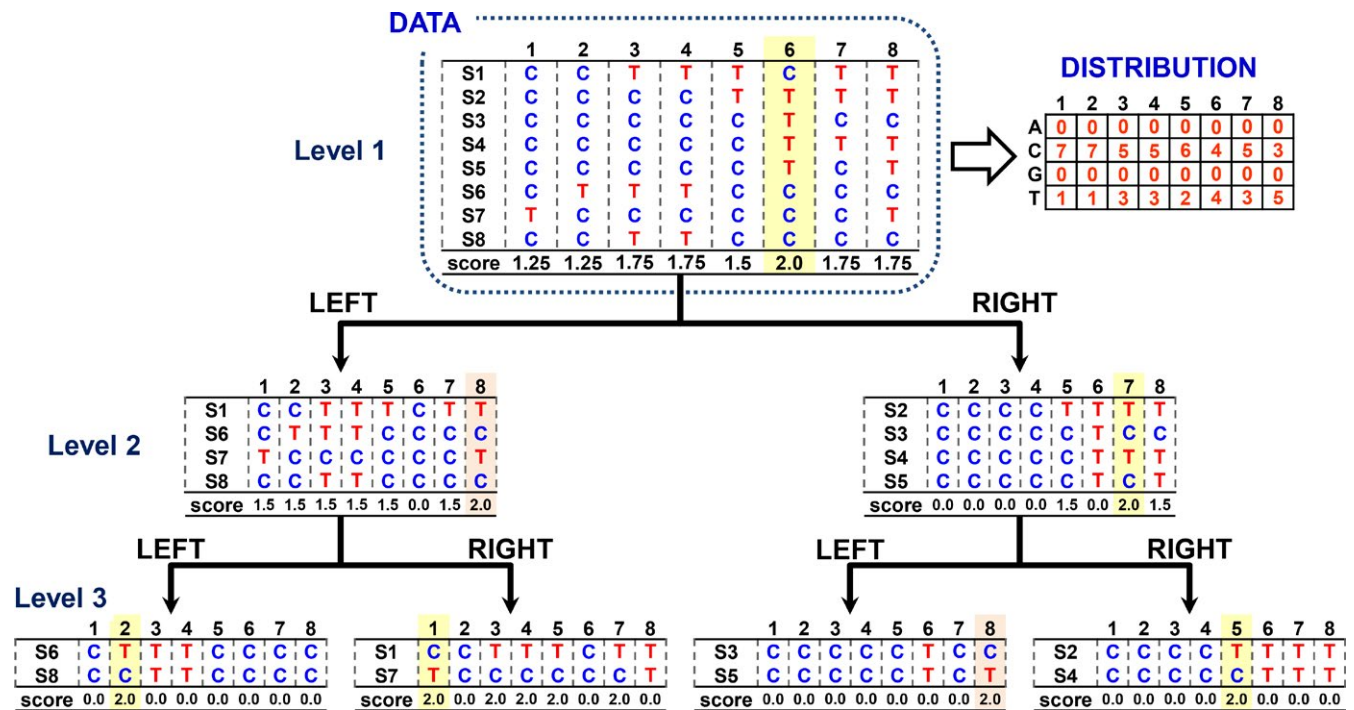 DATA
1 2 3 4 5 6 7 8
S1 C C T T T C T T
S2 C C C C T T T T
S3 C C C C C T C C
S4 C C C C C T T T
S5 C C C C C T C T
S6 C T T T C C C C
S7 T C C C C C C T
S8 C C T T C C C C
score 1.25 1.25 1.75 1.75 1.5 2.0 1.75 1.75
Level 1
DISTRIBUTION
1 2 3 4 5 6 7 8
A 0 0 0 0 0 0 0 0
C 7 7 5 5 6 4 5 3
G 0 0 0 0 0 0 0 0
T 1 1 3 3 2 4 3 5
LEFT
RIGHT
Level 2
1 2 3 4 5 6 7 8
S1 C C T T T C T T
S6 C T T T C C C C
S7 T C C C C C C T
S8 C C T T C C C C
score 1.5 1.5 1.5 1.5 1.5 0.0 1.5 2.0
1 2 3 4 5 6 7 8
S2 C C C C T T T T
S3 C C C C C T C C
S4 C C C C C T T T
S5 C C C C C T C T
score 0.0 0.0 0.0 0.0 1.5 0.0 2.0 1.5
LEFT
RIGHT
LEFT
RIGHT
Level 3
1 2 3 4 5 6 7 8
S6 C T T T C C C C
S8 C C T T C C C C
score 0.0 2.0 0.0 0.0 0.0 0.0 0.0 0.0
1 2 3 4 5 6 7 8
S1 C C T T T C T T
S7 T C C C C C C T
score 2.0 0.0 2.0 2.0 2.0 0.0 2.0 0.0
1 2 3 4 5 6 7 8
S3 C C C C C T C C
S5 C C C C C T C T
score 0.0 0.0 0.0 0.0 0.0 0.0 0.0 2.0
1 2 3 4 5 6 7 8
S2 C C C C T T T T
S4 C C C C C T T T
score 0.0 0.0 0.0 0.0 2.0 0.0 0.0 0.0